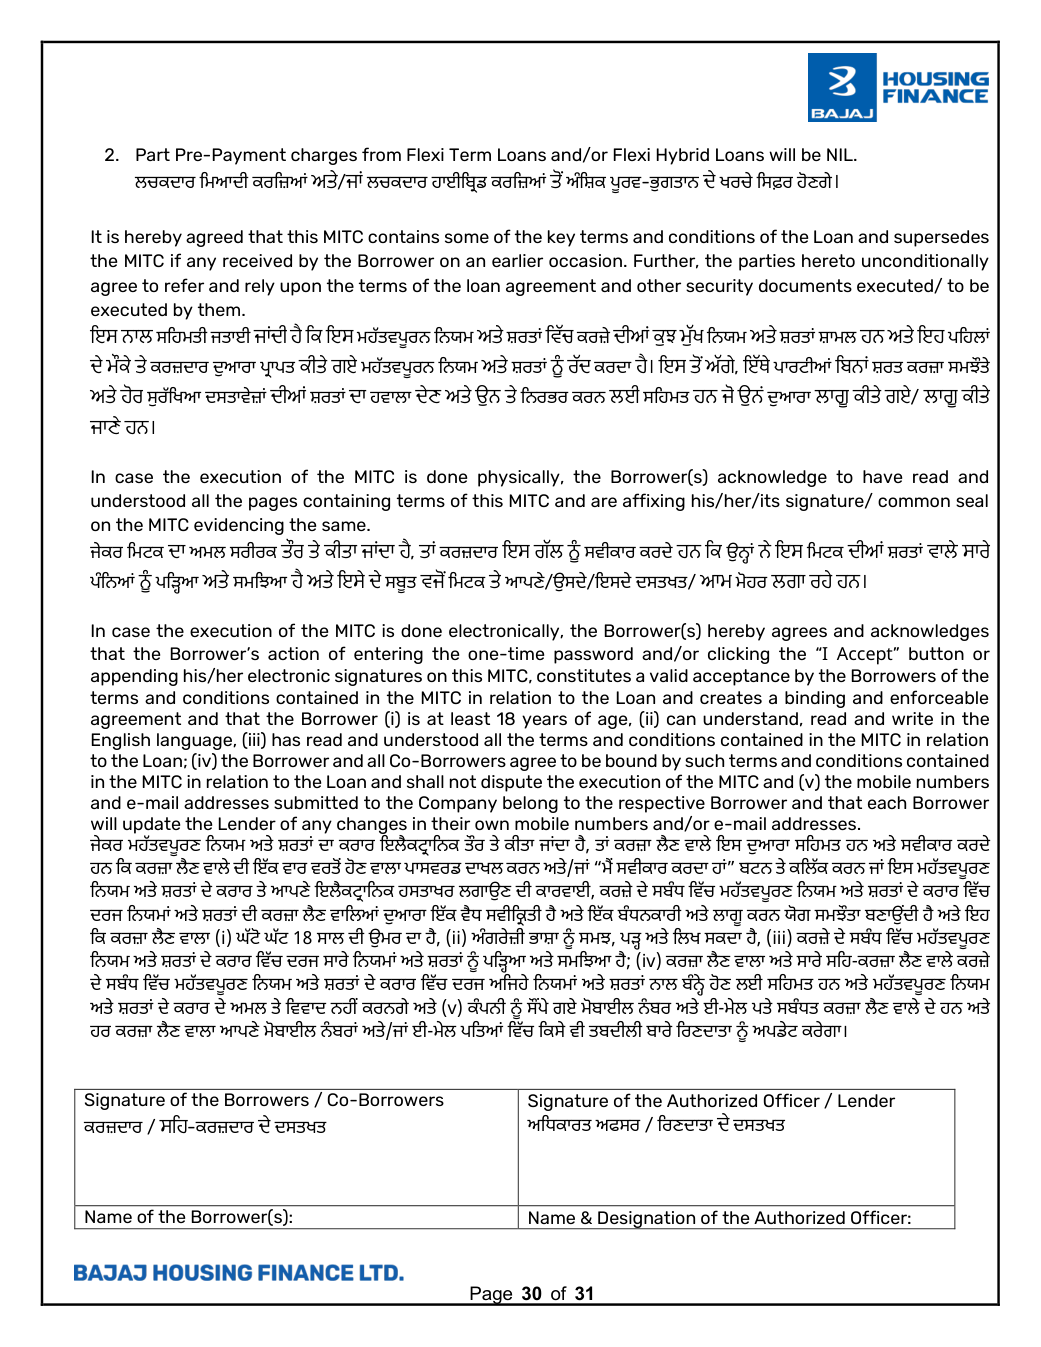 BAJAJ
HOUSING
FINANCE
2. Part Pre-Payment charges from Flexi Term Loans and/or Flexi Hybrid Loans will be NIL.
ਲਚਕਦਾਰ ਮਿਆਦੀ ਕਰਜ਼ਿਆਂ ਅਤੇ/ਜਾਂ ਲਚਕਦਾਰ ਹਾਈਬ੍ਰਿਡ ਕਰਜ਼ਿਆਂ ਤੋਂ ਅੰਸ਼ਿਕ ਪੂਰਵ-ਭੁਗਤਾਨ ਦੇ ਖਰਚੇ ਸਿਫ਼ਰ ਹੋਣਗੇ।
It is hereby agreed that this MITC contains some of the key terms and conditions of the Loan and supersedes
the MITC if any received by the Borrower on an earlier occasion. Further, the parties hereto unconditionally
agree to refer and rely upon the terms of the loan agreement and other security documents executed/ to be
executed by them.
ਇਸ ਨਾਲ ਸਹਿਮਤੀ ਜਤਾਈ ਜਾਂਦੀ ਹੈ ਕਿ ਇਸ ਮਹੱਤਵਪੂਰਨ ਨਿਯਮ ਅਤੇ ਸ਼ਰਤਾਂ ਵਿੱਚ ਕਰਜ਼ੇ ਦੀਆਂ ਕੁਝ ਮੁੱਖ ਨਿਯਮ ਅਤੇ ਸ਼ਰਤਾਂ ਸ਼ਾਮਲ ਹਨ ਅਤੇ ਇਹ ਪਹਿਲਾਂ
ਦੇ ਮੌਕੇ ਤੇ ਕਰਜ਼ਦਾਰ ਦੁਆਰਾ ਪ੍ਰਾਪਤ ਕੀਤੇ ਗਏ ਮਹੱਤਵਪੂਰਨ ਨਿਯਮ ਅਤੇ ਸ਼ਰਤਾਂ ਨੂੰ ਰੱਦ ਕਰਦਾ ਹੈ। ਇਸ ਤੋਂ ਅੱਗੇ, ਇੱਥੇ ਪਾਰਟੀਆਂ ਬਿਨਾਂ ਸ਼ਰਤ ਕਰਜ਼ਾ ਸਮਝੌਤੇ
ਅਤੇ ਹੋਰ ਸੁਰੱਖਿਆ ਦਸਤਾਵੇਜ਼ਾਂ ਦੀਆਂ ਸ਼ਰਤਾਂ ਦਾ ਹਵਾਲਾ ਦੇਣ ਅਤੇ ਉਨ ਤੇ ਨਿਰਭਰ ਕਰਨ ਲਈ ਸਹਿਮਤ ਹਨ ਜੋ ਉਨਂ ਦੁਆਰਾ ਲਾਗੂ ਕੀਤੇ ਗਏ/ ਲਾਗੂ ਕੀਤੇ
ਜਾਣੇ ਹਨ।
In case the execution of the MITC is done physically, the Borrower(s) acknowledge to have read and
understood all the pages containing terms of this MITC and are affixing his/her/its signature/ common seal
on the MITC evidencing the same.
ਜੇਕਰ ਮਿਟਕ ਦਾ ਅਮਲ ਸਰੀਰਕ ਤੌਰ ਤੇ ਕੀਤਾ ਜਾਂਦਾ ਹੈ, ਤਾਂ ਕਰਜ਼ਦਾਰ ਇਸ ਗੱਲ ਨੂੰ ਸਵੀਕਾਰ ਕਰਦੇ ਹਨ ਕਿ ਉਨ੍ਹਾਂ ਨੇ ਇਸ ਮਿਟਕ ਦੀਆਂ ਸ਼ਰਤਾਂ ਵਾਲੇ ਸਾਰੇ
ਪੰਨਿਆਂ ਨੂੰ ਪੜ੍ਹਿਆ ਅਤੇ ਸਮਝਿਆ ਹੈ ਅਤੇ ਇਸੇ ਦੇ ਸਬੂਤ ਵਜੋਂ ਮਿਟਕ ਤੇ ਆਪਣੇ/ਉਸਦੇ/ਇਸਦੇ ਦਸਤਖਤ/ ਆਮ ਮੋਹਰ ਲਗਾ ਰਹੇ ਹਨ।
In case the execution of the MITC is done electronically, the Borrower(s) hereby agrees and acknowledges
that the Borrower's action of entering the one-time password and/or clicking the “I Accept” button or
appending his/her electronic signatures on this MITC, constitutes a valid acceptance by the Borrowers of the
terms and conditions contained in the MITC in relation to the Loan and creates a binding and enforceable
agreement and that the Borrower (i) is at least 18 years of age, (ii) can understand, read and write in the
English language, (iii) has read and understood all the terms and conditions contained in the MITC in relation
to the Loan; (iv) the Borrower and all Co-Borrowers agree to be bound by such terms and conditions contained
in the MITC in relation to the Loan and shall not dispute the execution of the MITC and (v) the mobile numbers
and e-mail addresses submitted to the Company belong to the respective Borrower and that each Borrower
will update the Lender of any changes in their own mobile numbers and/or e-mail addresses.
ਜੇਕਰ ਮਹੱਤਵਪੂਰਣ ਨਿਯਮ ਅਤੇ ਸ਼ਰਤਾਂ ਦਾ ਕਰਾਰ ਇਲੈਕਟ੍ਰਾਨਿਕ ਤੌਰ ਤੇ ਕੀਤਾ ਜਾਂਦਾ ਹੈ, ਤਾਂ ਕਰਜ਼ਾ ਲੈਣ ਵਾਲੇ ਇਸ ਦੁਆਰਾ ਸਹਿਮਤ ਹਨ ਅਤੇ ਸਵੀਕਾਰ ਕਰਦੇ
ਹਨ ਕਿ ਕਰਜ਼ਾ ਲੈਣ ਵਾਲੇ ਦੀ ਇੱਕ ਵਾਰ ਵਰਤੋਂ ਹੋਣ ਵਾਲਾ ਪਾਸਵਰਡ ਦਾਖਲ ਕਰਨ ਅਤੇ/ਜਾਂ “ਮੈਂ ਸਵੀਕਾਰ ਕਰਦਾ ਹਾਂ” ਬਟਨ ਤੇ ਕਲਿੱਕ ਕਰਨ ਜਾਂ ਇਸ ਮਹੱਤਵਪੂਰਣ
ਨਿਯਮ ਅਤੇ ਸ਼ਰਤਾਂ ਦੇ ਕਰਾਰ ਤੇ ਆਪਣੇ ਇਲੈਕਟ੍ਰਾਨਿਕ ਹਸਤਾਖਰ ਲਗਾਉਣ ਦੀ ਕਾਰਵਾਈ, ਕਰਜ਼ੇ ਦੇ ਸਬੰਧ ਵਿੱਚ ਮਹੱਤਵਪੂਰਣ ਨਿਯਮ ਅਤੇ ਸ਼ਰਤਾਂ ਦੇ ਕਰਾਰ ਵਿੱਚ
ਦਰਜ ਨਿਯਮਾਂ ਅਤੇ ਸ਼ਰਤਾਂ ਦੀ ਕਰਜ਼ਾ ਲੈਣ ਵਾਲਿਆਂ ਦੁਆਰਾ ਇੱਕ ਵੈਧ ਸਵੀਕ੍ਰਿਤੀ ਹੈ ਅਤੇ ਇੱਕ ਬੰਧਨਕਾਰੀ ਅਤੇ ਲਾਗੂ ਕਰਨ ਯੋਗ ਸਮਝੌਤਾ ਬਣਾਉਂਦੀ ਹੈ ਅਤੇ ਇਹ
ਕਿ ਕਰਜ਼ਾ ਲੈਣ ਵਾਲਾ (i) ਘੱਟੋ ਘੱਟ 18 ਸਾਲ ਦੀ ਉਮਰ ਦਾ ਹੈ, (ii) ਅੰਗਰੇਜ਼ੀ ਭਾਸ਼ਾ ਨੂੰ ਸਮਝ, ਪੜ੍ਹ ਅਤੇ ਲਿਖ ਸਕਦਾ ਹੈ, (iii) ਕਰਜ਼ੇ ਦੇ ਸਬੰਧ ਵਿੱਚ ਮਹੱਤਵਪੂਰਣ
ਨਿਯਮ ਅਤੇ ਸ਼ਰਤਾਂ ਦੇ ਕਰਾਰ ਵਿੱਚ ਦਰਜ ਸਾਰੇ ਨਿਯਮਾਂ ਅਤੇ ਸ਼ਰਤਾਂ ਨੂੰ ਪੜ੍ਹਿਆ ਅਤੇ ਸਮਝਿਆ ਹੈ; (iv) ਕਰਜ਼ਾ ਲੈਣ ਵਾਲਾ ਅਤੇ ਸਾਰੇ ਸਹਿ-ਕਰਜ਼ਾ ਲੈਣ ਵਾਲੇ ਕਰਜ਼ੇ
ਦੇ ਸਬੰਧ ਵਿੱਚ ਮਹੱਤਵਪੂਰਣ ਨਿਯਮ ਅਤੇ ਸ਼ਰਤਾਂ ਦੇ ਕਰਾਰ ਵਿੱਚ ਦਰਜ ਅਜਿਹੇ ਨਿਯਮਾਂ ਅਤੇ ਸ਼ਰਤਾਂ ਨਾਲ ਬੰਨ੍ਹੇ ਹੋਣ ਲਈ ਸਹਿਮਤ ਹਨ ਅਤੇ ਮਹੱਤਵਪੂਰਣ ਨਿਯਮ
ਅਤੇ ਸ਼ਰਤਾਂ ਦੇ ਕਰਾਰ ਦੇ ਅਮਲ ਤੇ ਵਿਵਾਦ ਨਹੀਂ ਕਰਨਗੇ ਅਤੇ (v) ਕੰਪਨੀ ਨੂੰ ਸੌਂਪੇ ਗਏ ਮੋਬਾਈਲ ਨੰਬਰ ਅਤੇ ਈ-ਮੇਲ ਪਤੇ ਸਬੰਧਤ ਕਰਜ਼ਾ ਲੈਣ ਵਾਲੇ ਦੇ ਹਨ ਅਤੇ
ਹਰ ਕਰਜ਼ਾ ਲੈਣ ਵਾਲਾ ਆਪਣੇ ਮੋਬਾਈਲ ਨੰਬਰਾਂ ਅਤੇ/ਜਾਂ ਈ-ਮੇਲ ਪਤਿਆਂ ਵਿੱਚ ਕਿਸੇ ਵੀ ਤਬਦੀਲੀ ਬਾਰੇ ਰਿਣਦਾਤਾ ਨੂੰ ਅਪਡੇਟ ਕਰੇਗਾ।
Signature of the Borrowers / Co-Borrowers
ਕਰਜ਼ਦਾਰ / ਸਹਿ-ਕਰਜ਼ਦਾਰ ਦੇ ਦਸਤਖਤ
Signature of the Authorized Officer / Lender
ਅਧਿਕਾਰਤ ਅਫਸਰ / ਰਿਣਦਾਤਾ ਦੇ ਦਸਤਖਤ
Name of the Borrower(s):
Name & Designation of the Authorized Officer:
BAJAJ HOUSING FINANCE LTD.
Page 30 of 31